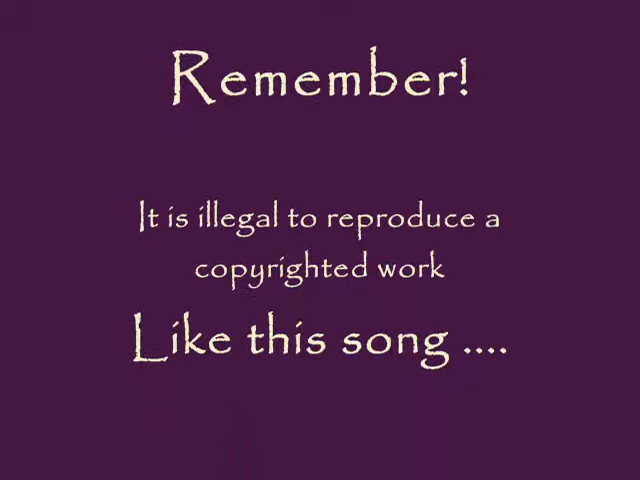 Remember!
It is illegal to reproduce a
copyrighted work
Like this song ....